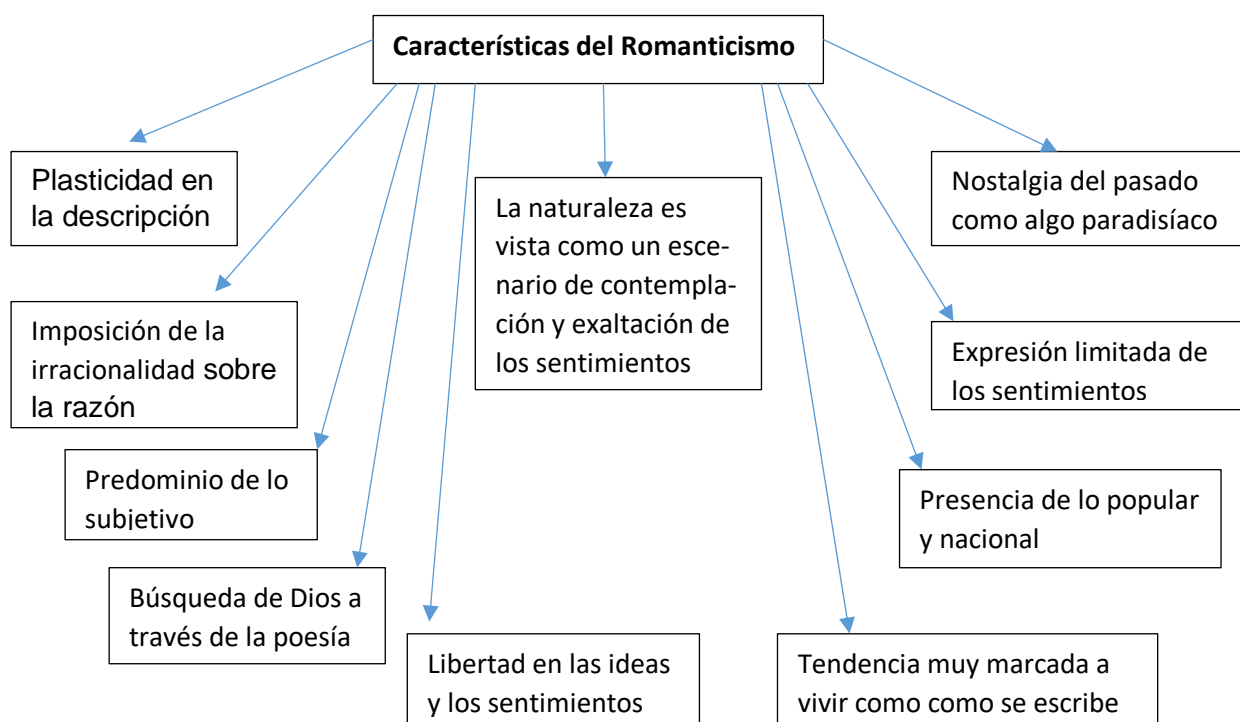 Características del Romanticismo
Plasticidad en
la descripción
Imposición de la
irracionalidad sobre
la razón
Predominio de lo
subjetivo
Búsqueda de Dios a
través de la poesía
Libertad en las ideas
y los sentimientos
La naturaleza es
vista como un esce-
nario de contempla-
ción y exaltación de
los sentimientos
Tendencia muy marcada a
vivir como como se escribe
Presencia de lo popular
y nacional
Expresión limitada de
los sentimientos
Nostalgia del pasado
como algo paradisíaco